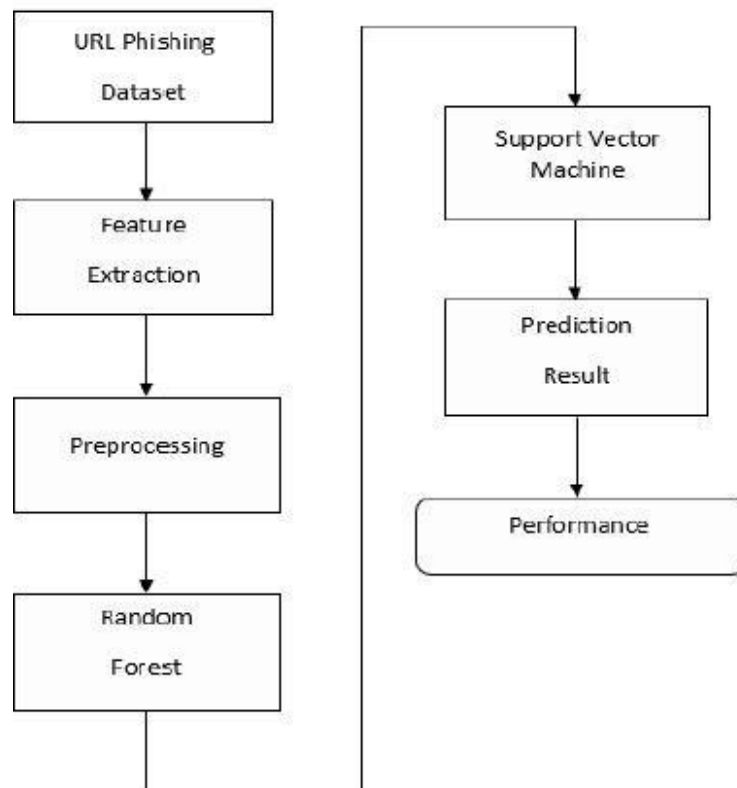 URL Phishing
Dataset
Feature
Extraction
Preprocessing
Random
Forest
Support Vector
Machine
Prediction
Result
Performance